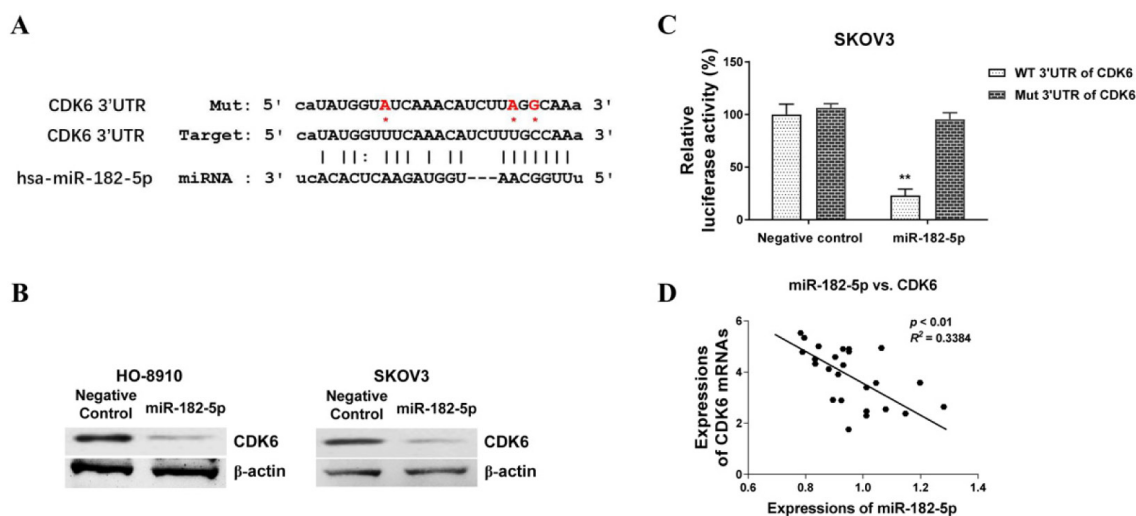 A
CDK6 3'UTR Mut: 5' caUAUGGUAUCAAACAUCUUAGGCAAa 3'
* * *
CDK6 3'UTR Target: 5' caUAUGGUUUCAAACAUCUUUGCCAAa 3'
| || : ||| | || |||||||
hsa-miR-182-5p miRNA : 3' ucACACUCAAGAUGGU---AACGGUUu 5'
B
HO-8910
Negative Control miR-182-5p
CDK6
β-actin
SKOV3
Negative Control miR-182-5p
CDK6
β-actin
C
SKOV3
Relative luciferase activity (%)
150
100
50
0
**
Negative control miR-182-5p
WT 3'UTR of CDK6
Mut 3'UTR of CDK6
D
miR-182-5p vs. CDK6
p < 0.01
R² = 0.3384
Expressions of CDK6 mRNAs
6
4
2
0
0.6 0.8 1.0 1.2 1.4
Expressions of miR-182-5p